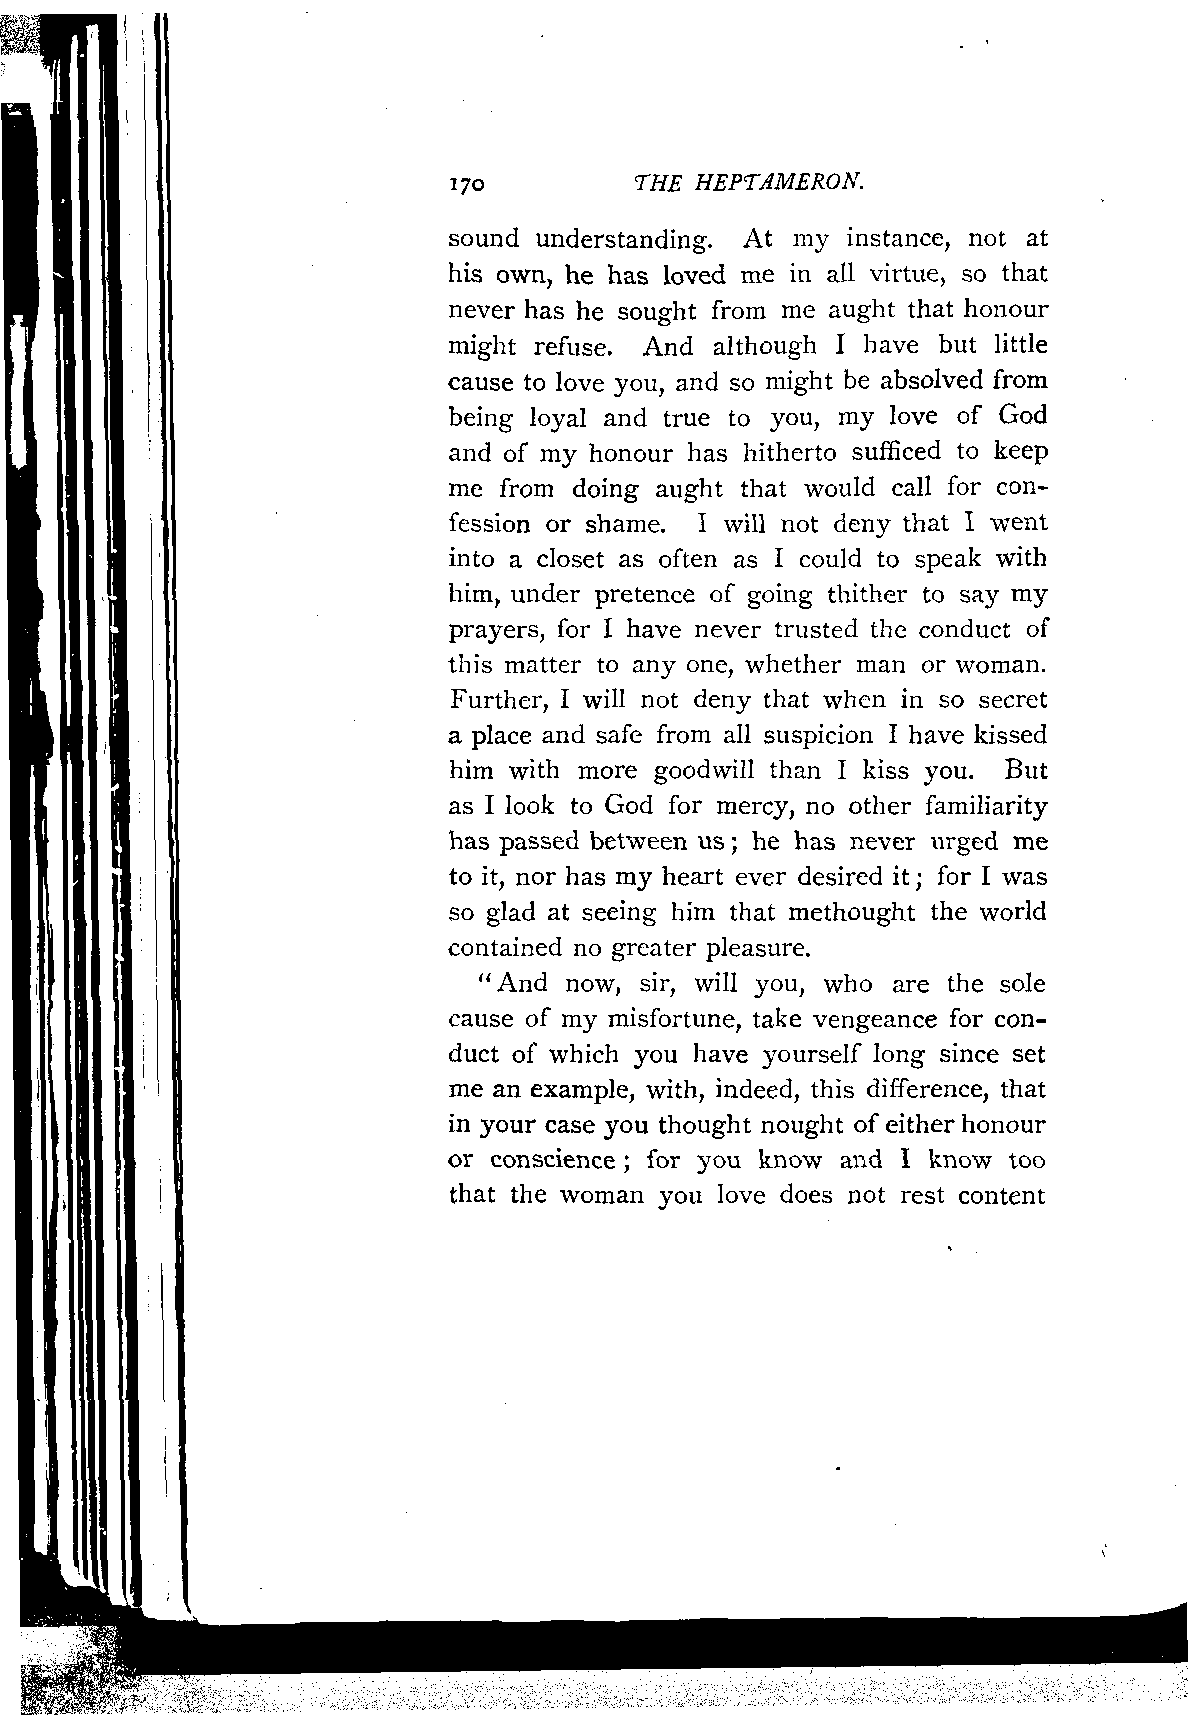 170 THE HEPTAMERON.
sound understanding. At my instance, not at
his own, he has loved me in all virtue, so that
never has he sought from me aught that honour
might refuse. And although I have but little
cause to love you, and so might be absolved from
being loyal and true to you, my love of God
and of my honour has hitherto sufficed to keep
me from doing aught that would call for con-
fession or shame. I will not deny that I went
into a closet as often as I could to speak with
him, under pretence of going thither to say my
prayers, for I have never trusted the conduct of
this matter to any one, whether man or woman.
Further, I will not deny that when in so secret
a place and safe from all suspicion I have kissed
him with more goodwill than I kiss you. But
as I look to God for mercy, no other familiarity
has passed between us; he has never urged me
to it, nor has my heart ever desired it; for I was
so glad at seeing him that methought the world
contained no greater pleasure.
"And now, sir, will you, who are the sole
cause of my misfortune, take vengeance for con-
duct of which you have yourself long since set
me an example, with, indeed, this difference, that
in your case you thought nought of either honour
or conscience; for you know and I know too
that the woman you love does not rest content